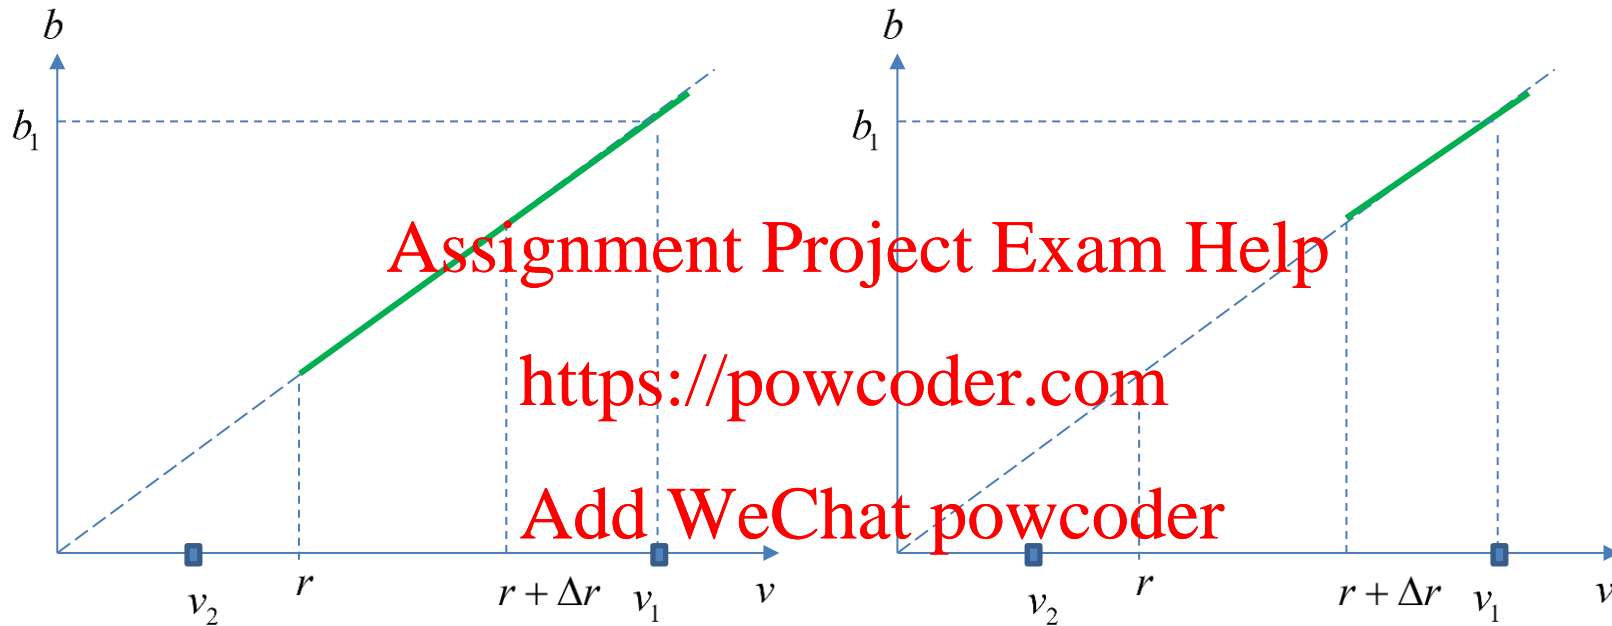 b b
b₁ b₁
Assignment Project Exam Help
https://powcoder.com
Add WeChat powcoder
v₂ r r + Δr v₁ v v₂ r r + Δr v₁ v